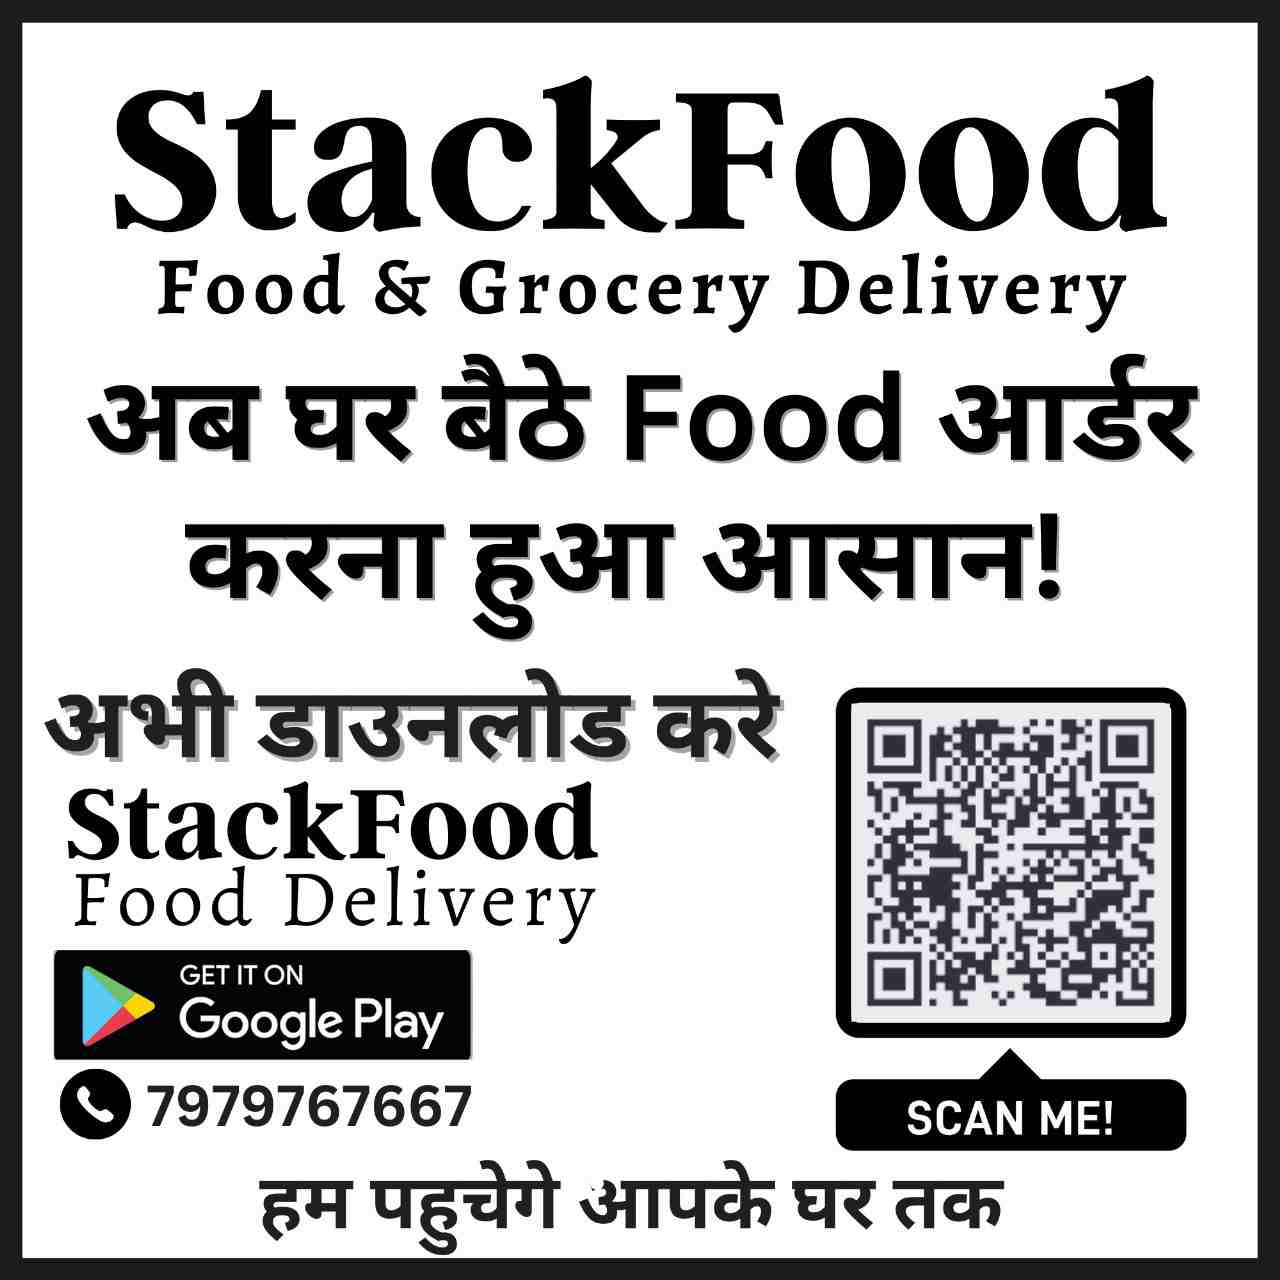 StackFood
Food & Grocery Delivery
अब घर बैठे Food आर्डर
करना हुआ आसान!
अभी डाउनलोड करे
StackFood
Food Delivery
GET IT ON
Google Play
7979767667
SCAN ME!
हम पहुचेगे आपके घर तक